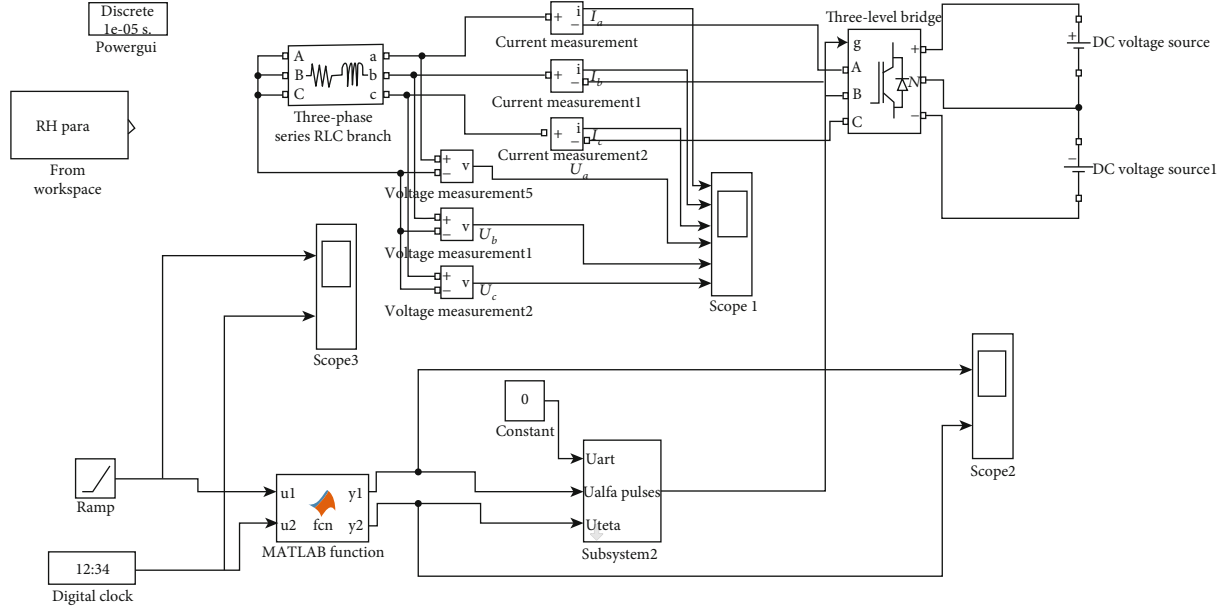 Discrete
1e-05 s.
Powergui
RH para
From
workspace
A
B
C
a
b
c
Three-phase
series RLC branch
+
i
−
I_a
Current measurement
+
i
−
I_b
Current measurement1
+
i
−
I_c
Current measurement2
+
−
v
U_a
Voltage measurement5
+
−
v
U_b
Voltage measurement1
+
−
v
U_c
Voltage measurement2
Scope 1
Three-level bridge
g
A
B
C
+
N
−
+
DC voltage source
−
DC voltage source1
Scope3
Scope2
0
Constant
Uart
Ualfa pulses
Uteta
Subsystem2
Ramp
u1
u2
fcn
y1
y2
MATLAB function
12:34
Digital clock